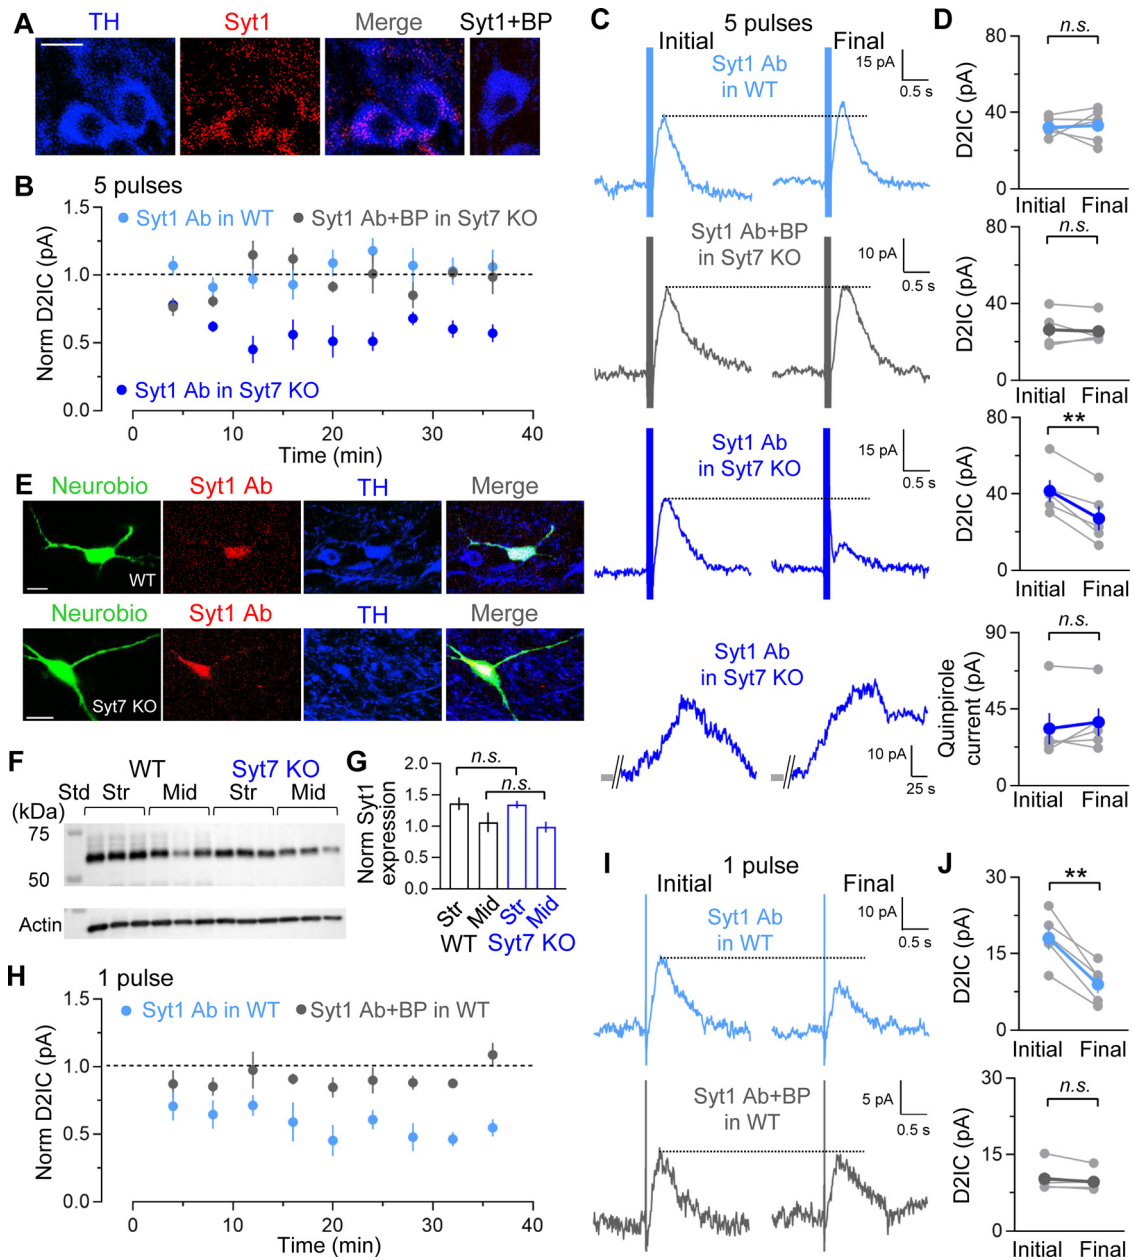 A
TH
Syt1
Merge
Syt1+BP
B
5 pulses
Norm D2IC (pA)
1.5
1.0
0.5
0.0
Syt1 Ab in WT
Syt1 Ab+BP in Syt7 KO
Syt1 Ab in Syt7 KO
0
10
20
30
40
Time (min)
C
5 pulses
Initial
Final
Syt1 Ab
in WT
15 pA
0.5 s
Syt1 Ab+BP
in Syt7 KO
10 pA
0.5 s
Syt1 Ab
in Syt7 KO
15 pA
0.5 s
Syt1 Ab
in Syt7 KO
10 pA
25 s
D
n.s.
D2IC (pA)
80
40
0
Initial
Final
n.s.
D2IC (pA)
80
40
0
Initial
Final
**
D2IC (pA)
80
40
0
Initial
Final
n.s.
Quinpirole
current (pA)
90
45
0
Initial
Final
E
Neurobio
Syt1 Ab
TH
Merge
WT
Neurobio
Syt1 Ab
TH
Merge
Syt7 KO
F
WT
Syt7 KO
Std
Str
Mid
Str
Mid
(kDa)
75
50
Actin
G
Norm Syt1
expression
2.0
1.5
1.0
0.5
0.0
n.s.
n.s.
Str
Mid
Str
Mid
WT
Syt7 KO
H
1 pulse
Norm D2IC (pA)
1.5
1.0
0.5
0.0
Syt1 Ab in WT
Syt1 Ab+BP in WT
0
10
20
30
40
Time (min)
I
1 pulse
Initial
Final
Syt1 Ab
in WT
10 pA
0.5 s
Syt1 Ab+BP
in WT
5 pA
0.5 s
J
**
D2IC (pA)
30
15
0
Initial
Final
n.s.
D2IC (pA)
30
15
0
Initial
Final